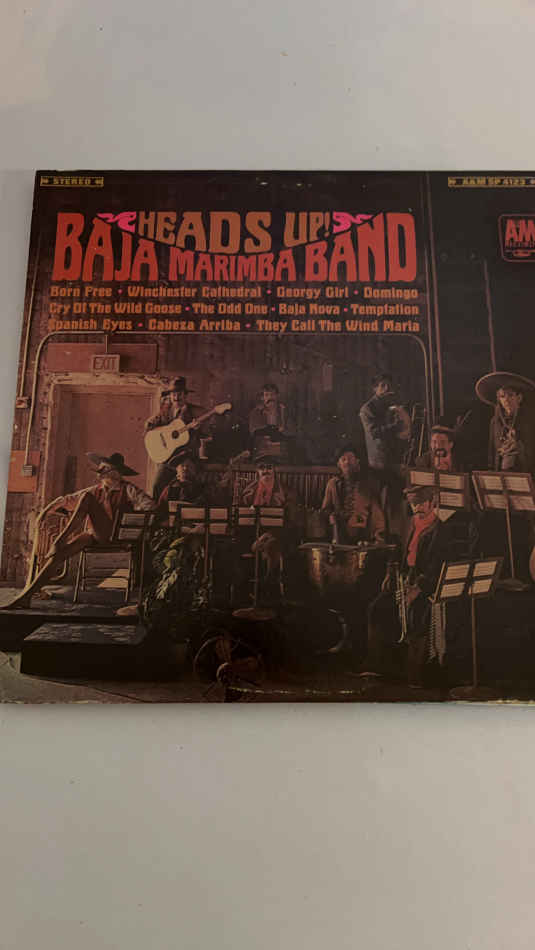 STEREO
A&M SP 4123
HEADS UP!
BAJA MARIMBA BAND
AM
Born Free • Winchester Cathedral • Georgy Girl • Domingo
Cry Of The Wild Goose • The Odd One • Baja Nova • Temptation
Spanish Eyes • Cabeza Arriba • They Call The Wind Maria
EXIT